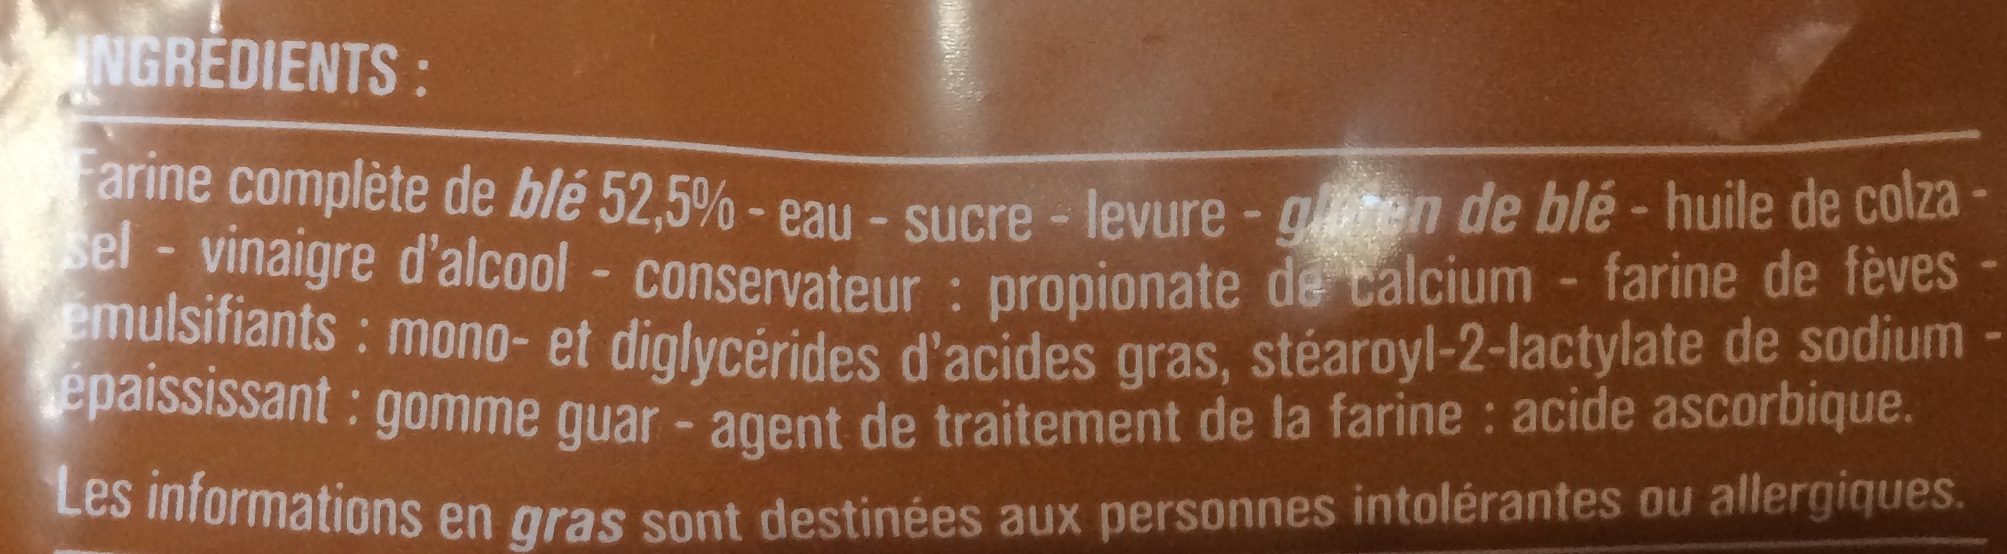 INGRÉDIENTS :
Farine complète de blé 52,5% - eau - sucre - levure - gluten de blé - huile de colza -
sel - vinaigre d'alcool - conservateur : propionate de calcium - farine de fèves -
émulsifiants : mono- et diglycérides d'acides gras, stéaroyl-2-lactylate de sodium -
épaississant : gomme guar - agent de traitement de la farine : acide ascorbique.
Les informations en gras sont destinées aux personnes intolérantes ou allergiques.